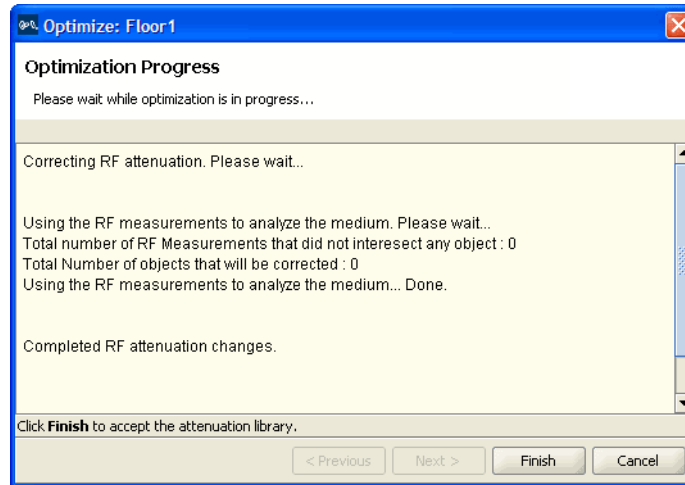 Optimize: Floor1
Optimization Progress
Please wait while optimization is in progress...
Correcting RF attenuation. Please wait...
Using the RF measurements to analyze the medium. Please wait...
Total number of RF Measurements that did not interesect any object : 0
Total Number of objects that will be corrected : 0
Using the RF measurements to analyze the medium... Done.
Completed RF attenuation changes.
Click Finish to accept the attenuation library.
< Previous Next > Finish Cancel